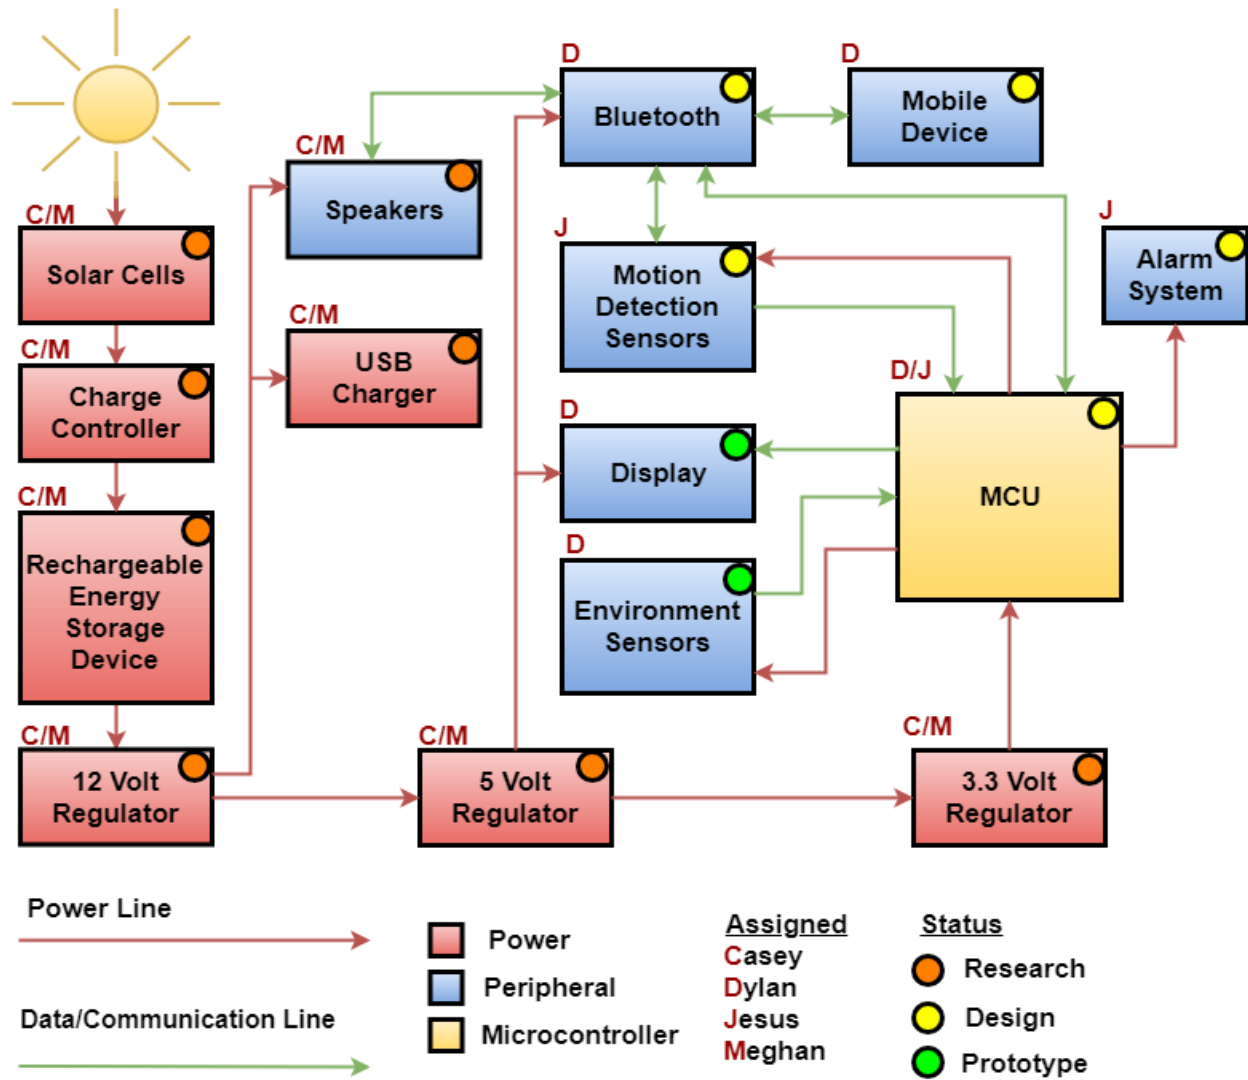 D
Bluetooth
D
Mobile
Device
C/M
Speakers
C/M
Solar Cells
J
Motion
Detection
Sensors
J
Alarm
System
C/M
USB
Charger
C/M
Charge
Controller
D/J
MCU
D
Display
C/M
Rechargeable
Energy
Storage
Device
D
Environment
Sensors
C/M
12 Volt
Regulator
C/M
5 Volt
Regulator
C/M
3.3 Volt
Regulator
Power Line
Data/Communication Line
Power
Peripheral
Microcontroller
Assigned
Casey
Dylan
Jesus
Meghan
Status
Research
Design
Prototype